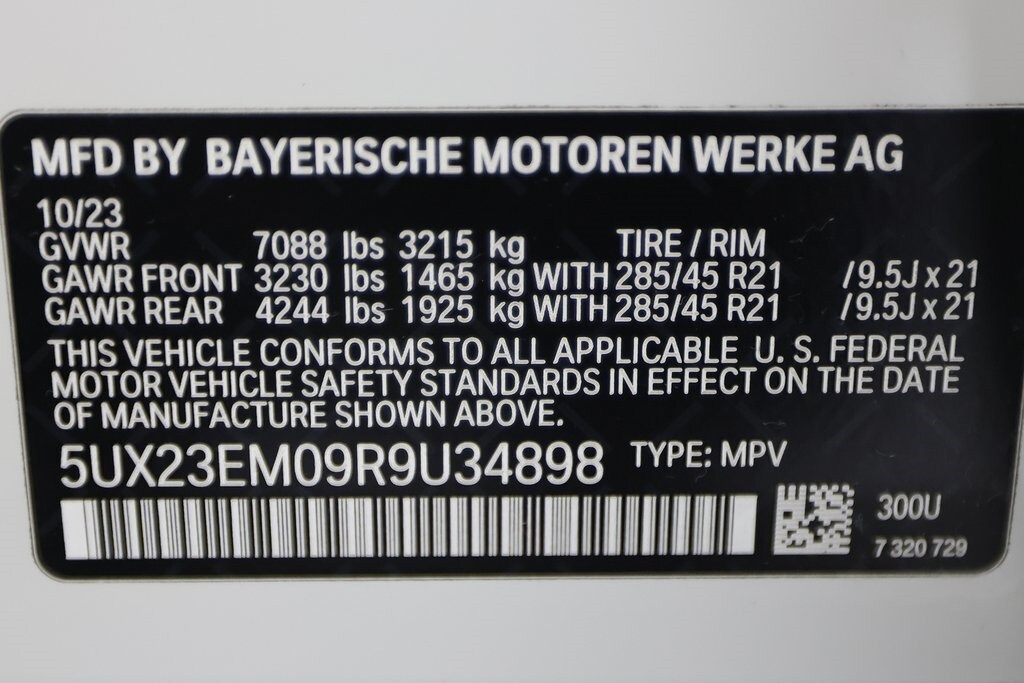 MFD BY BAYERISCHE MOTOREN WERKE AG
10/23
GVWR 7088 lbs 3215 kg TIRE / RIM
GAWR FRONT 3230 lbs 1465 kg WITH 285/45 R21 /9.5J x 21
GAWR REAR 4244 lbs 1925 kg WITH 285/45 R21 /9.5J x 21
THIS VEHICLE CONFORMS TO ALL APPLICABLE U. S. FEDERAL
MOTOR VEHICLE SAFETY STANDARDS IN EFFECT ON THE DATE
OF MANUFACTURE SHOWN ABOVE.
5UX23EM09R9U34898 TYPE: MPV
300U
7 320 729